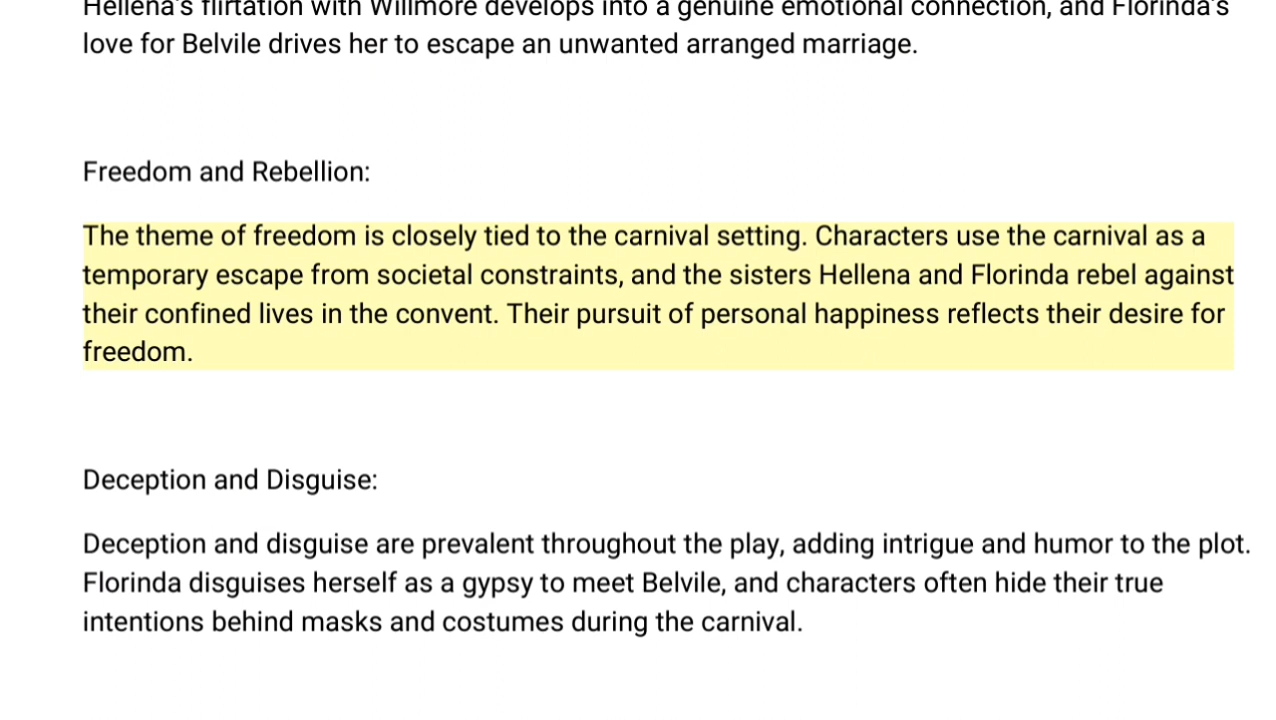 Hellena's flirtation with Willmore develops into a genuine emotional connection, and Florinda's
love for Belvile drives her to escape an unwanted arranged marriage.
Freedom and Rebellion:
The theme of freedom is closely tied to the carnival setting. Characters use the carnival as a
temporary escape from societal constraints, and the sisters Hellena and Florinda rebel against
their confined lives in the convent. Their pursuit of personal happiness reflects their desire for
freedom.
Deception and Disguise:
Deception and disguise are prevalent throughout the play, adding intrigue and humor to the plot.
Florinda disguises herself as a gypsy to meet Belvile, and characters often hide their true
intentions behind masks and costumes during the carnival.